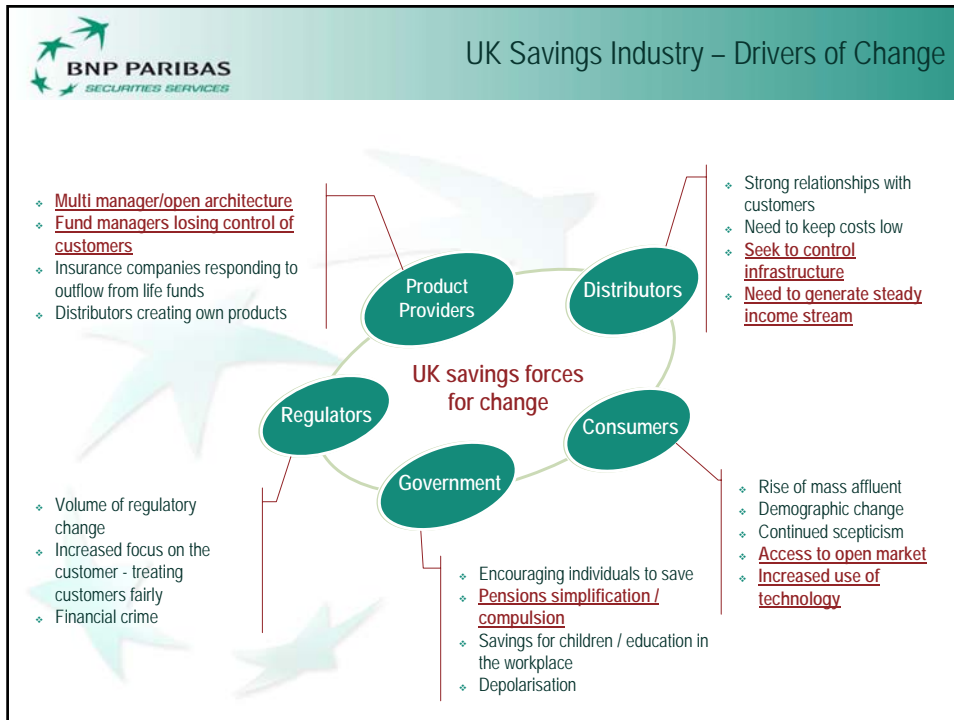 BNP PARIBAS
SECURITIES SERVICES
UK Savings Industry – Drivers of Change
Multi manager/open architecture
Fund managers losing control of
customers
Insurance companies responding to
outflow from life funds
Distributors creating own products
Product
Providers
Distributors
Strong relationships with
customers
Need to keep costs low
Seek to control
infrastructure
Need to generate steady
income stream
UK savings forces
for change
Regulators
Consumers
Government
Volume of regulatory
change
Increased focus on the
customer - treating
customers fairly
Financial crime
Encouraging individuals to save
Pensions simplification /
compulsion
Savings for children / education in
the workplace
Depolarisation
Rise of mass affluent
Demographic change
Continued scepticism
Access to open market
Increased use of
technology